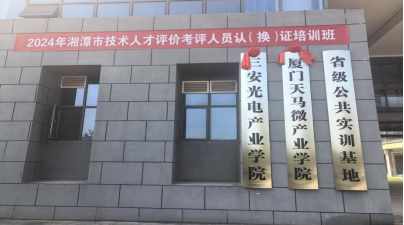 2024年湘潭市技术人才评价考评人员认（换）证培训班
三安光电产业学院
厦门天马微产业学院
省级公共实训基地